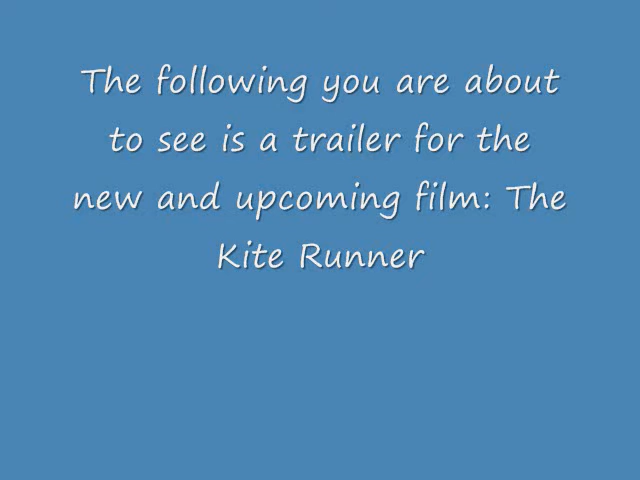 The following you are about
to see is a trailer for the
new and upcoming film: The
Kite Runner